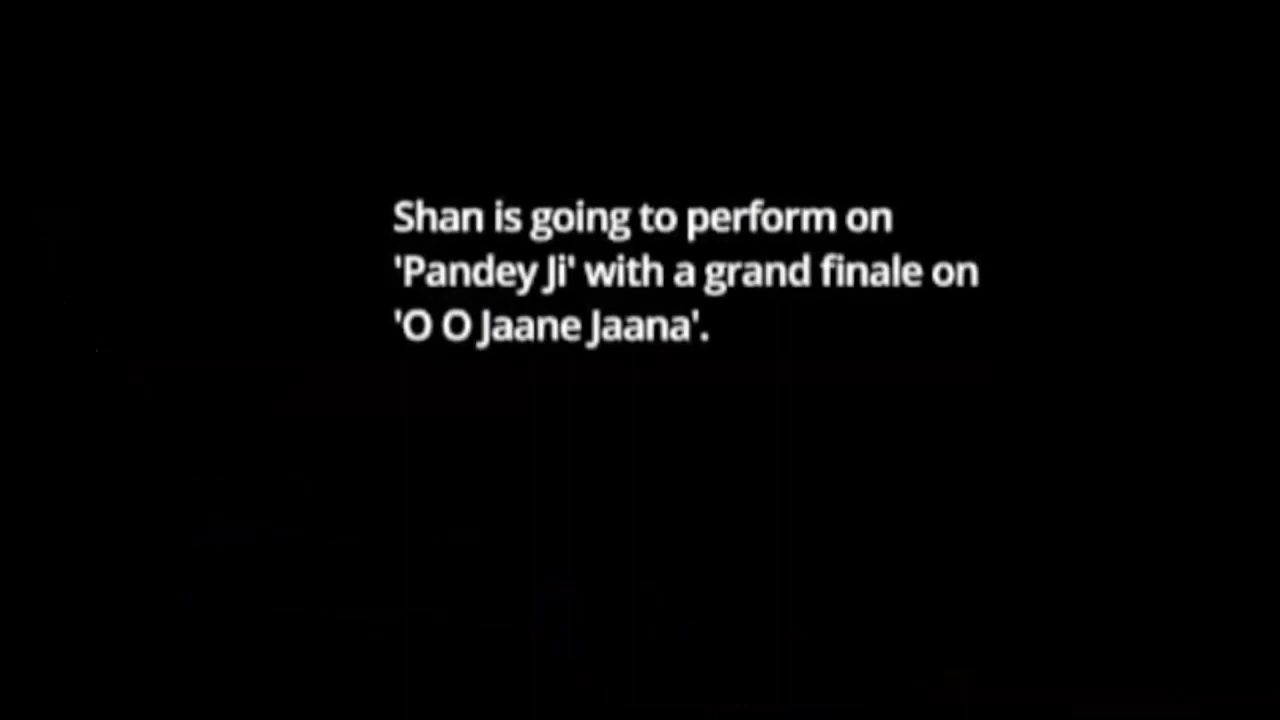 Shan is going to perform on
'Pandey Ji' with a grand finale on
'O O Jaane Jaana'.